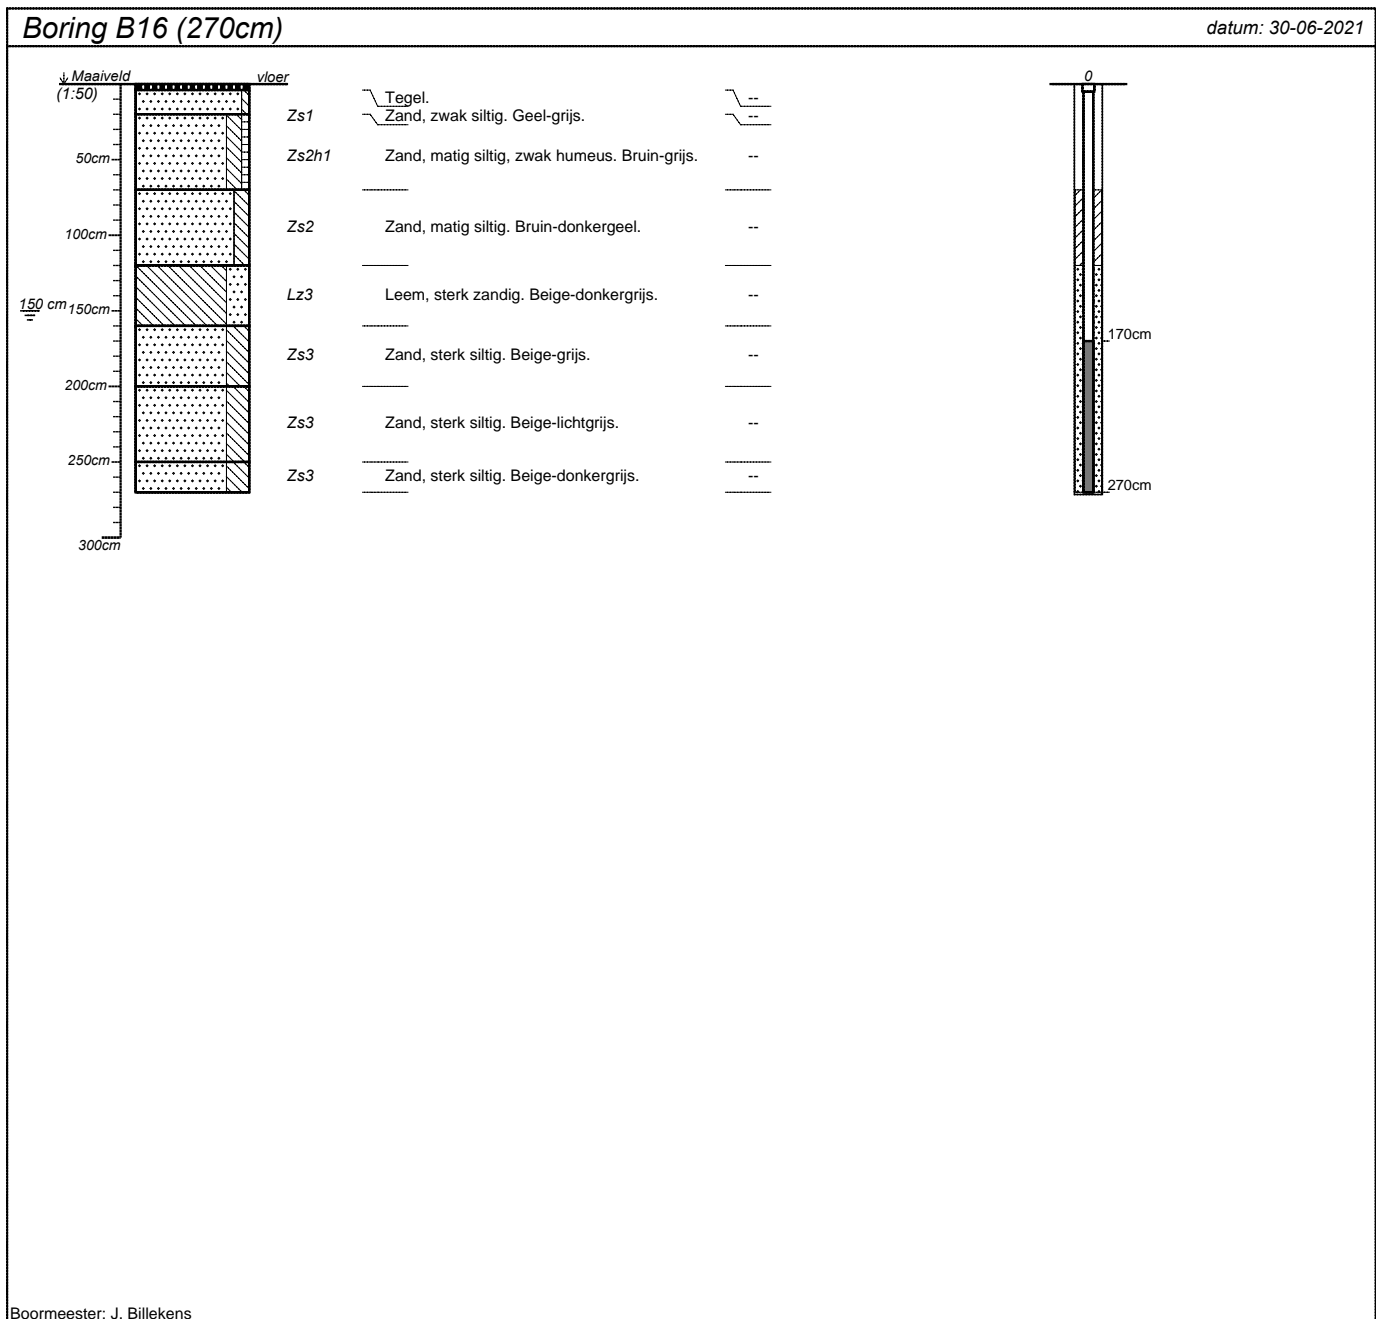 Boring B16 (270cm)
datum: 30-06-2021
Maaiveld
vloer
0
(1:50)
Tegel. --
Zs1 Zand, zwak siltig. Geel-grijs. --
50cm
Zs2h1 Zand, matig siltig, zwak humeus. Bruin-grijs. --
100cm
Zs2 Zand, matig siltig. Bruin-donkergeel. --
150 cm
150cm
Lz3 Leem, sterk zandig. Beige-donkergrijs. --
170cm
Zs3 Zand, sterk siltig. Beige-grijs. --
200cm
Zs3 Zand, sterk siltig. Beige-lichtgrijs. --
250cm
Zs3 Zand, sterk siltig. Beige-donkergrijs. --
270cm
300cm
Boormeester: J. Billekens